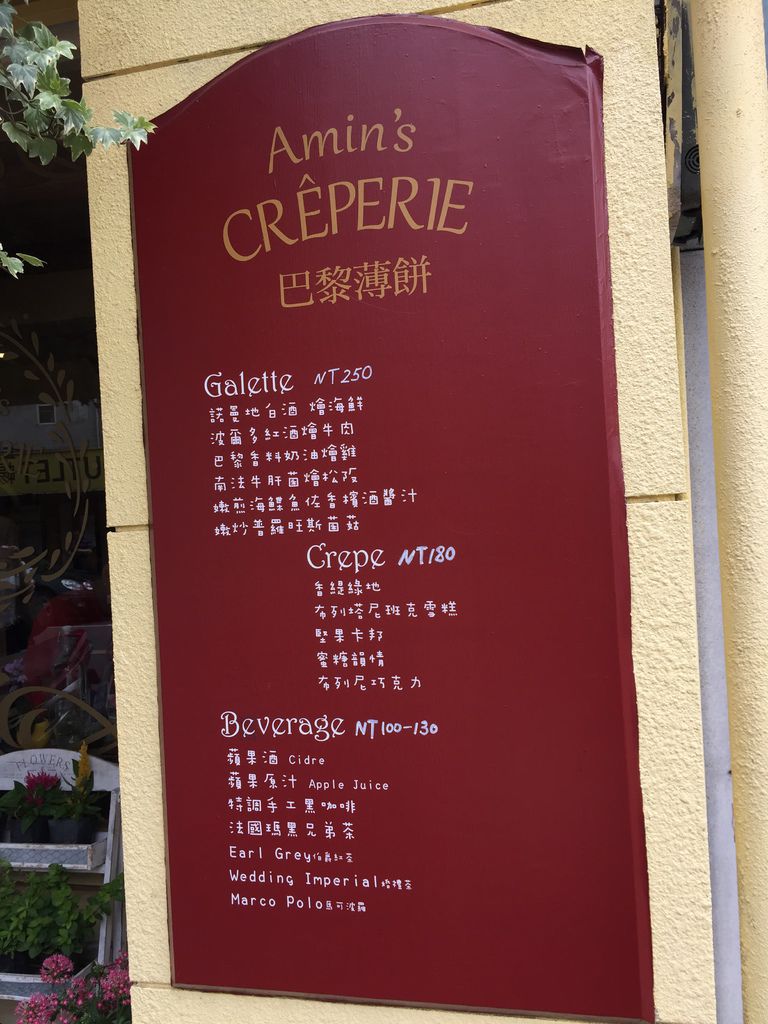 Amin's
CRÊPERIE
巴黎薄餅
Galette NT250
諾曼地白酒 燴海鮮
波爾多紅酒燴牛肉
巴黎香料奶油燴雞
南法牛肝菌燴松阪
嫩煎海鰈魚佐香檳酒醬汁
嫩炒普羅旺斯菌菇
Crepe NT180
香緹綠地
布列塔尼班克雪糕
堅果卡邦
蜜糖韻情
布列尼巧克力
Beverage NT100-130
蘋果酒 Cidre
蘋果原汁 Apple Juice
特調手工黑咖啡
法國瑪黑兄弟茶
Earl Grey伯爵紅茶
Wedding Imperial婚禮茶
Marco Polo馬可波羅
FLOWERS